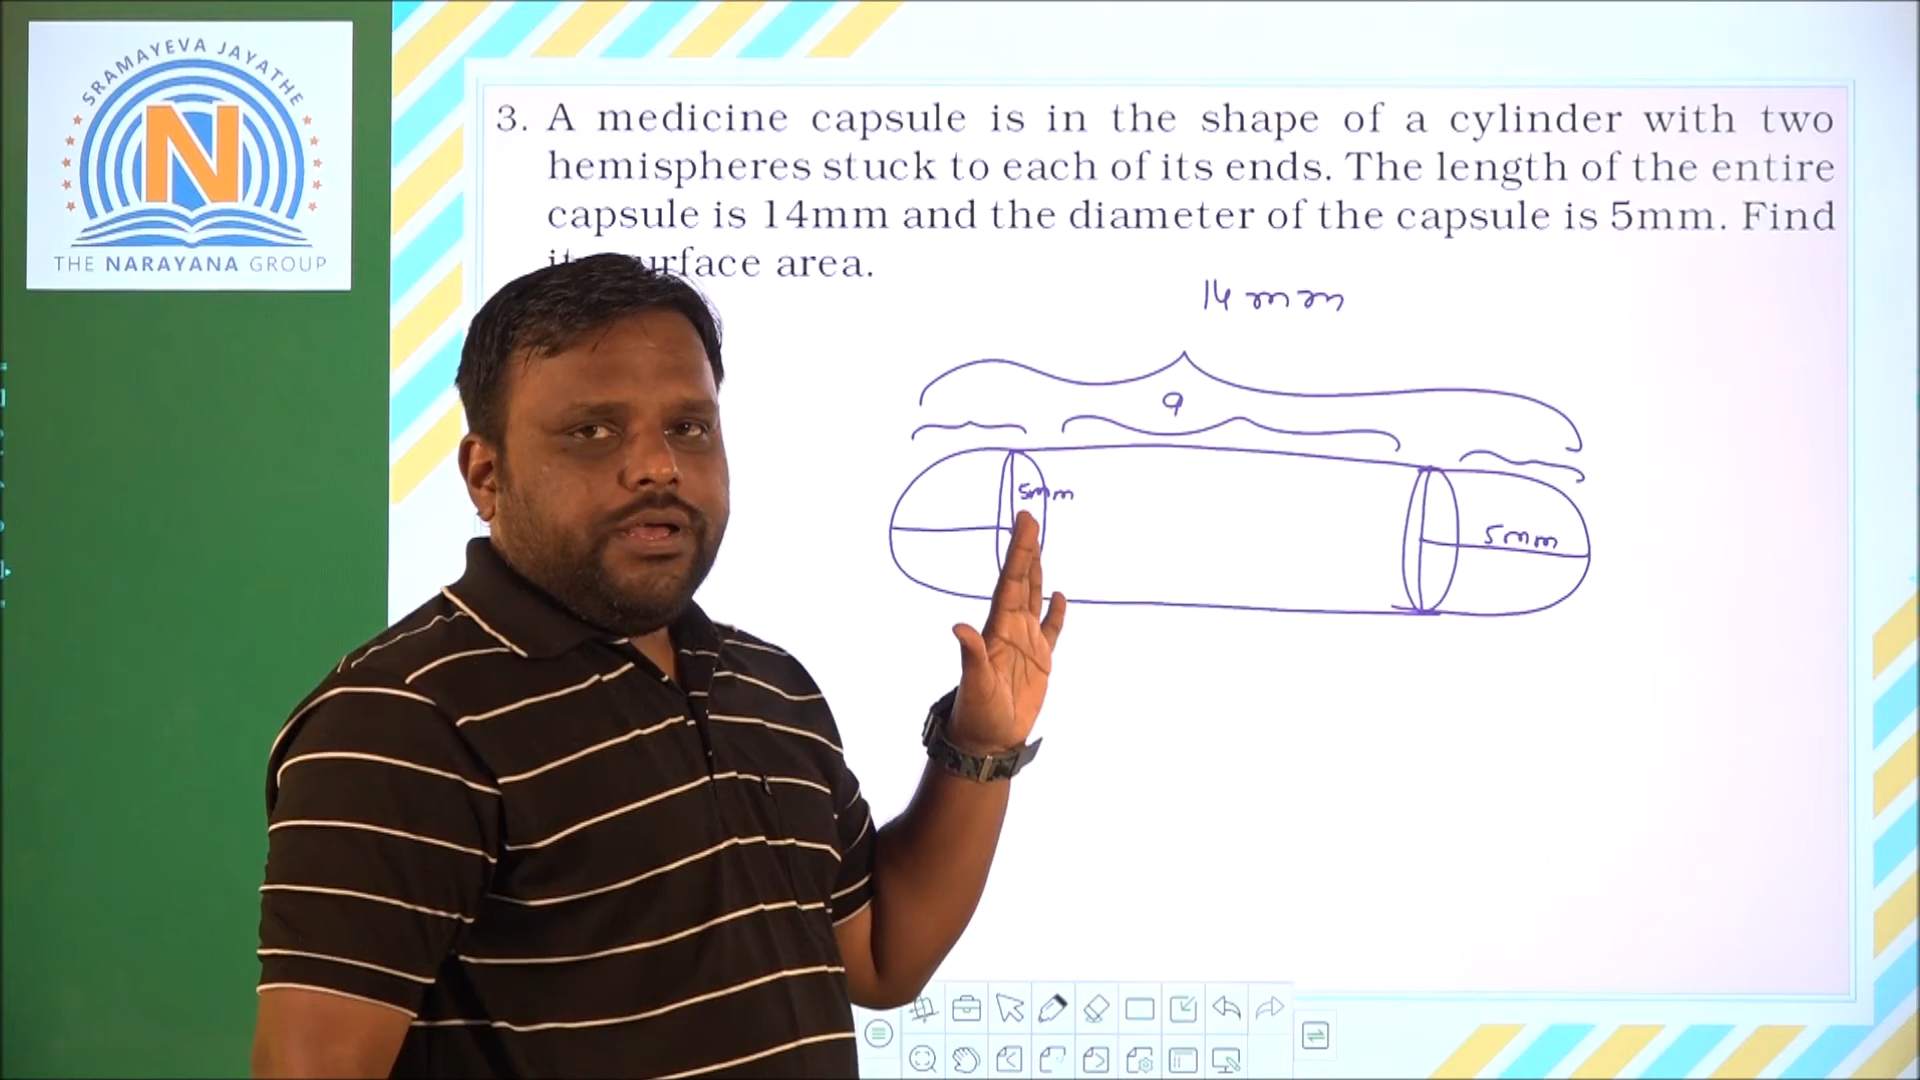 SRAMAYEVA JAYATHE
N
THE NARAYANA GROUP
3. A medicine capsule is in the shape of a cylinder with two
hemispheres stuck to each of its ends. The length of the entire
capsule is 14mm and the diameter of the capsule is 5mm. Find
surface area.
14 mm
9
5mm
5mm